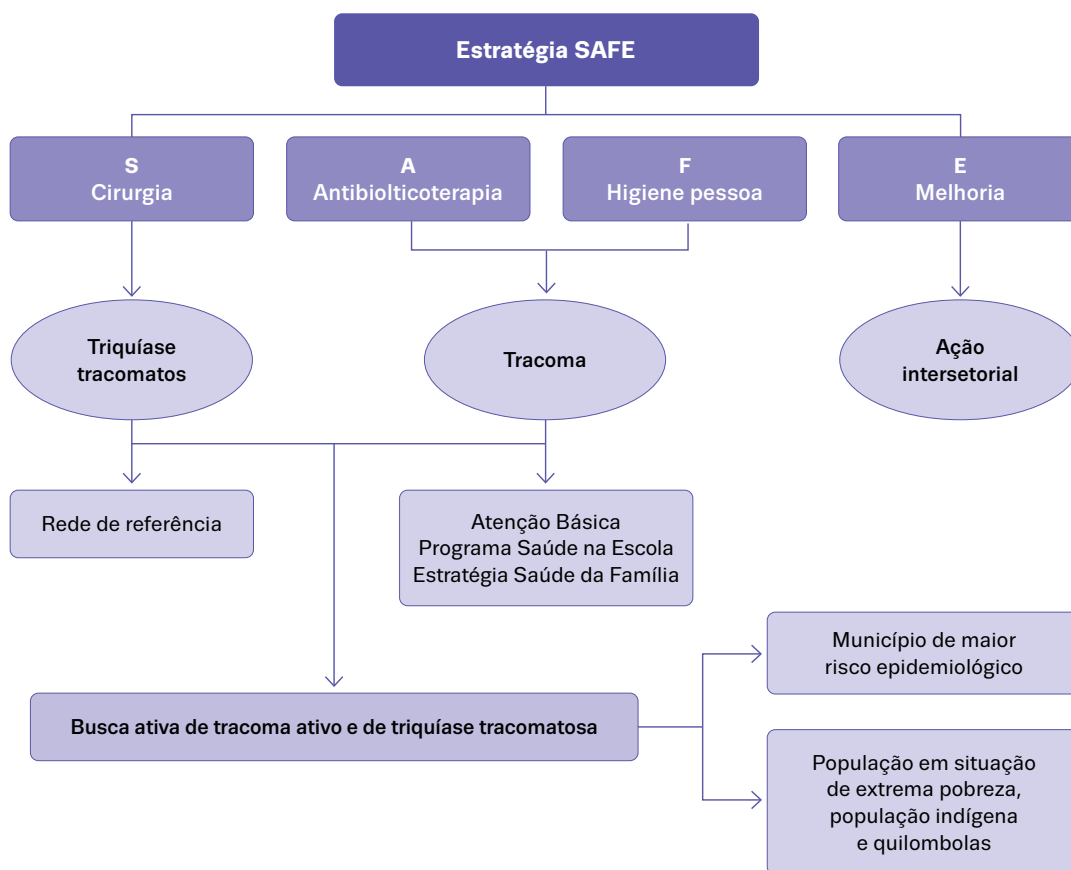 Estratégia SAFE
S
Cirurgia
A
Antibiolticoterapia
F
Higiene pessoa
E
Melhoria
Triquíase
tracomatos
Tracoma
Ação
intersetorial
Rede de referência
Atenção Básica
Programa Saúde na Escola
Estratégia Saúde da Família
Município de maior
risco epidemiológico
Busca ativa de tracoma ativo e de triquíase tracomatosa
População em situação
de extrema pobreza,
população indígena
e quilombolas